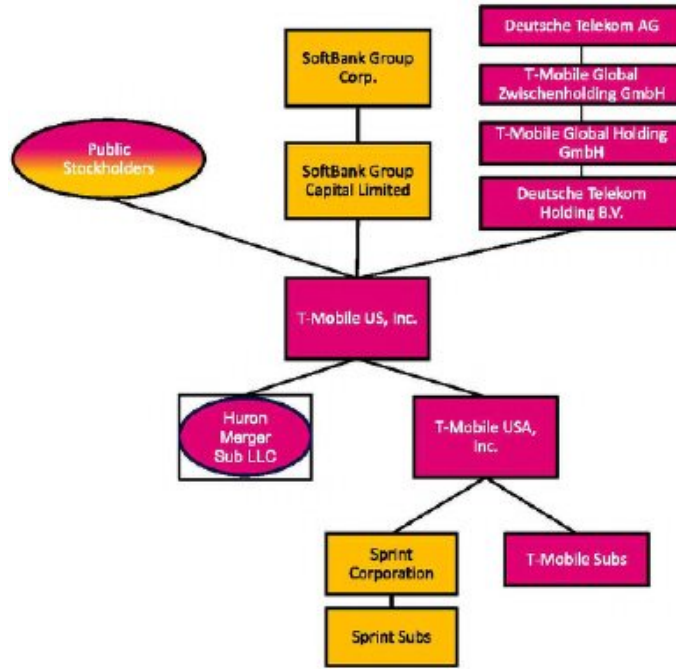 Deutsche Telekom AG
SoftBank Group
Corp.
T-Mobile Global
Zwischenholding GmbH
Public
Stockholders
T-Mobile Global Holding
GmbH
SoftBank Group
Capital Limited
Deutsche Telekom
Holding B.V.
T-Mobile US, Inc.
Huron
Merger
Sub LLC
T-Mobile USA,
Inc.
Sprint
Corporation
T-Mobile Subs
Sprint Subs